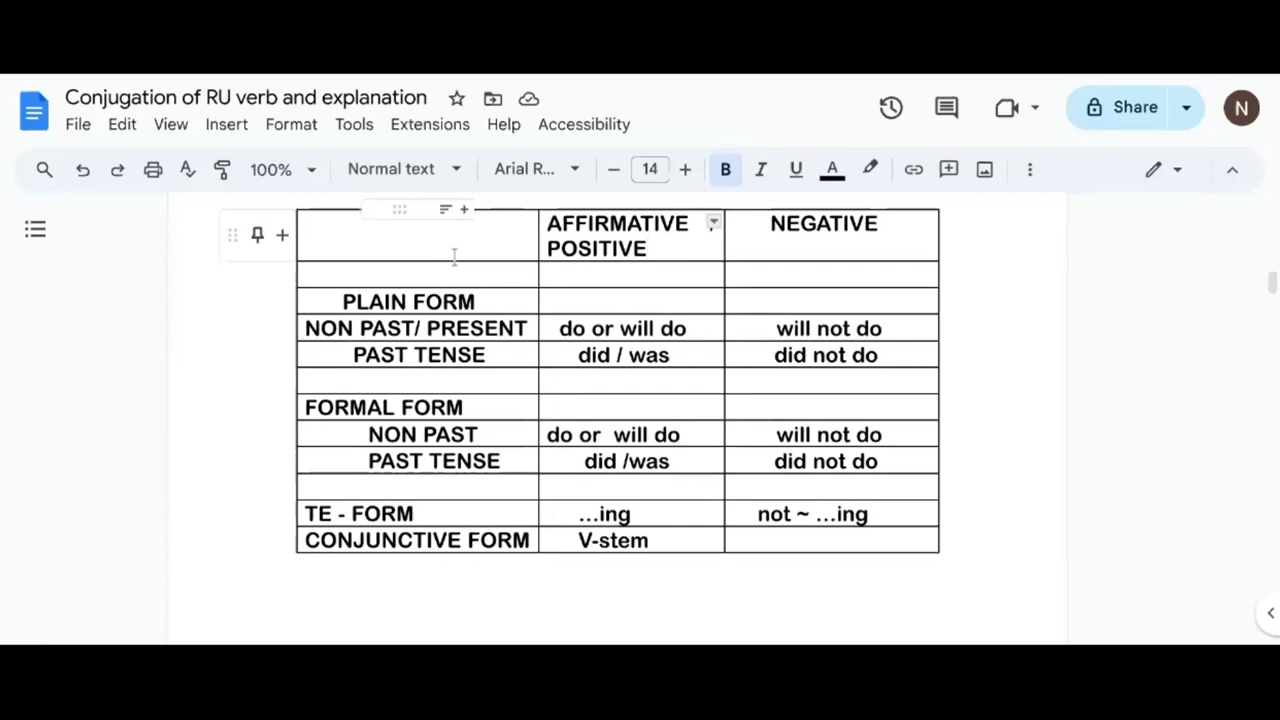 Conjugation of RU verb and explanation
File Edit View Insert Format Tools Extensions Help Accessibility
Share
N
100% Normal text Arial R... 14 B I U A
AFFIRMATIVE NEGATIVE
POSITIVE
PLAIN FORM
NON PAST/ PRESENT do or will do will not do
PAST TENSE did / was did not do
FORMAL FORM
NON PAST do or will do will not do
PAST TENSE did /was did not do
TE - FORM ...ing not ~ ...ing
CONJUNCTIVE FORM V-stem